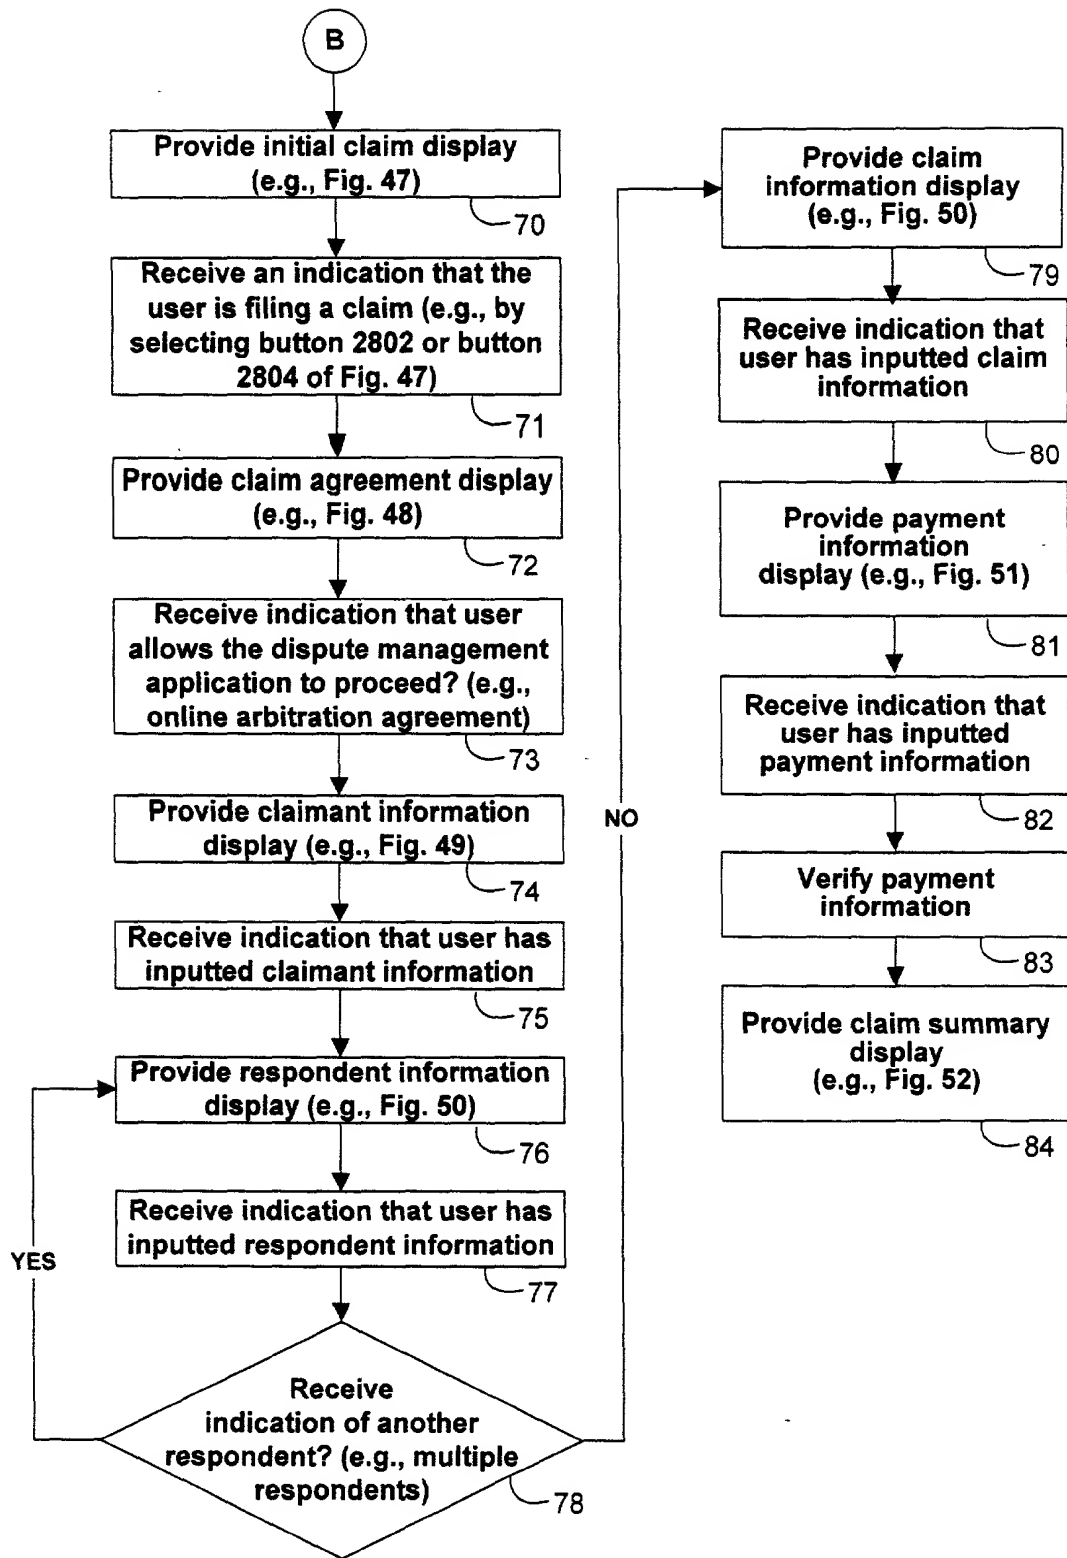 B
Provide initial claim display
(e.g., Fig. 47)
70
Receive an indication that the
user is filing a claim (e.g., by
selecting button 2802 or button
2804 of Fig. 47)
71
Provide claim agreement display
(e.g., Fig. 48)
72
Receive indication that user
allows the dispute management
application to proceed? (e.g.,
online arbitration agreement)
73
Provide claimant information
display (e.g., Fig. 49)
74
Receive indication that user has
inputted claimant information
75
Provide respondent information
display (e.g., Fig. 50)
76
Receive indication that user has
inputted respondent information
77
YES
Receive
indication of another
respondent? (e.g., multiple
respondents)
78
NO
Provide claim
information display
(e.g., Fig. 50)
79
Receive indication that
user has inputted claim
information
80
Provide payment
information
display (e.g., Fig. 51)
81
Receive indication that
user has inputted
payment information
82
Verify payment
information
83
Provide claim summary
display
(e.g., Fig. 52)
84